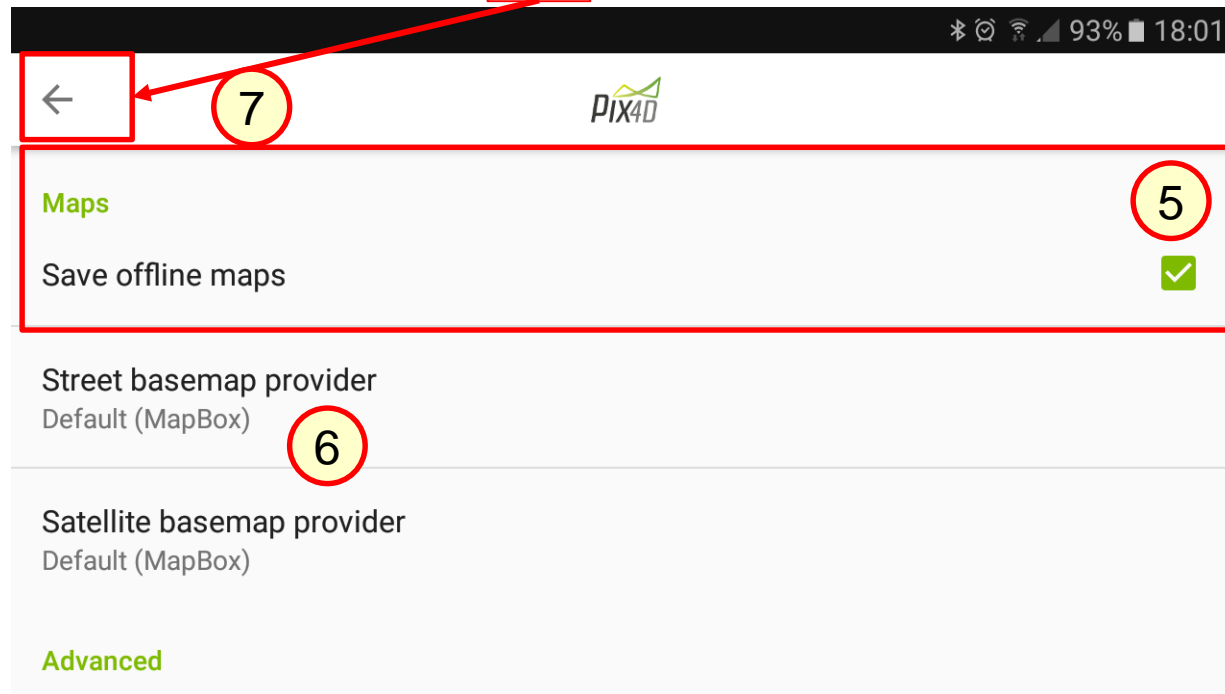 93% 18:01
7
PIX4D
Maps
5
Save offline maps
Street basemap provider
Default (MapBox)
6
Satellite basemap provider
Default (MapBox)
Advanced